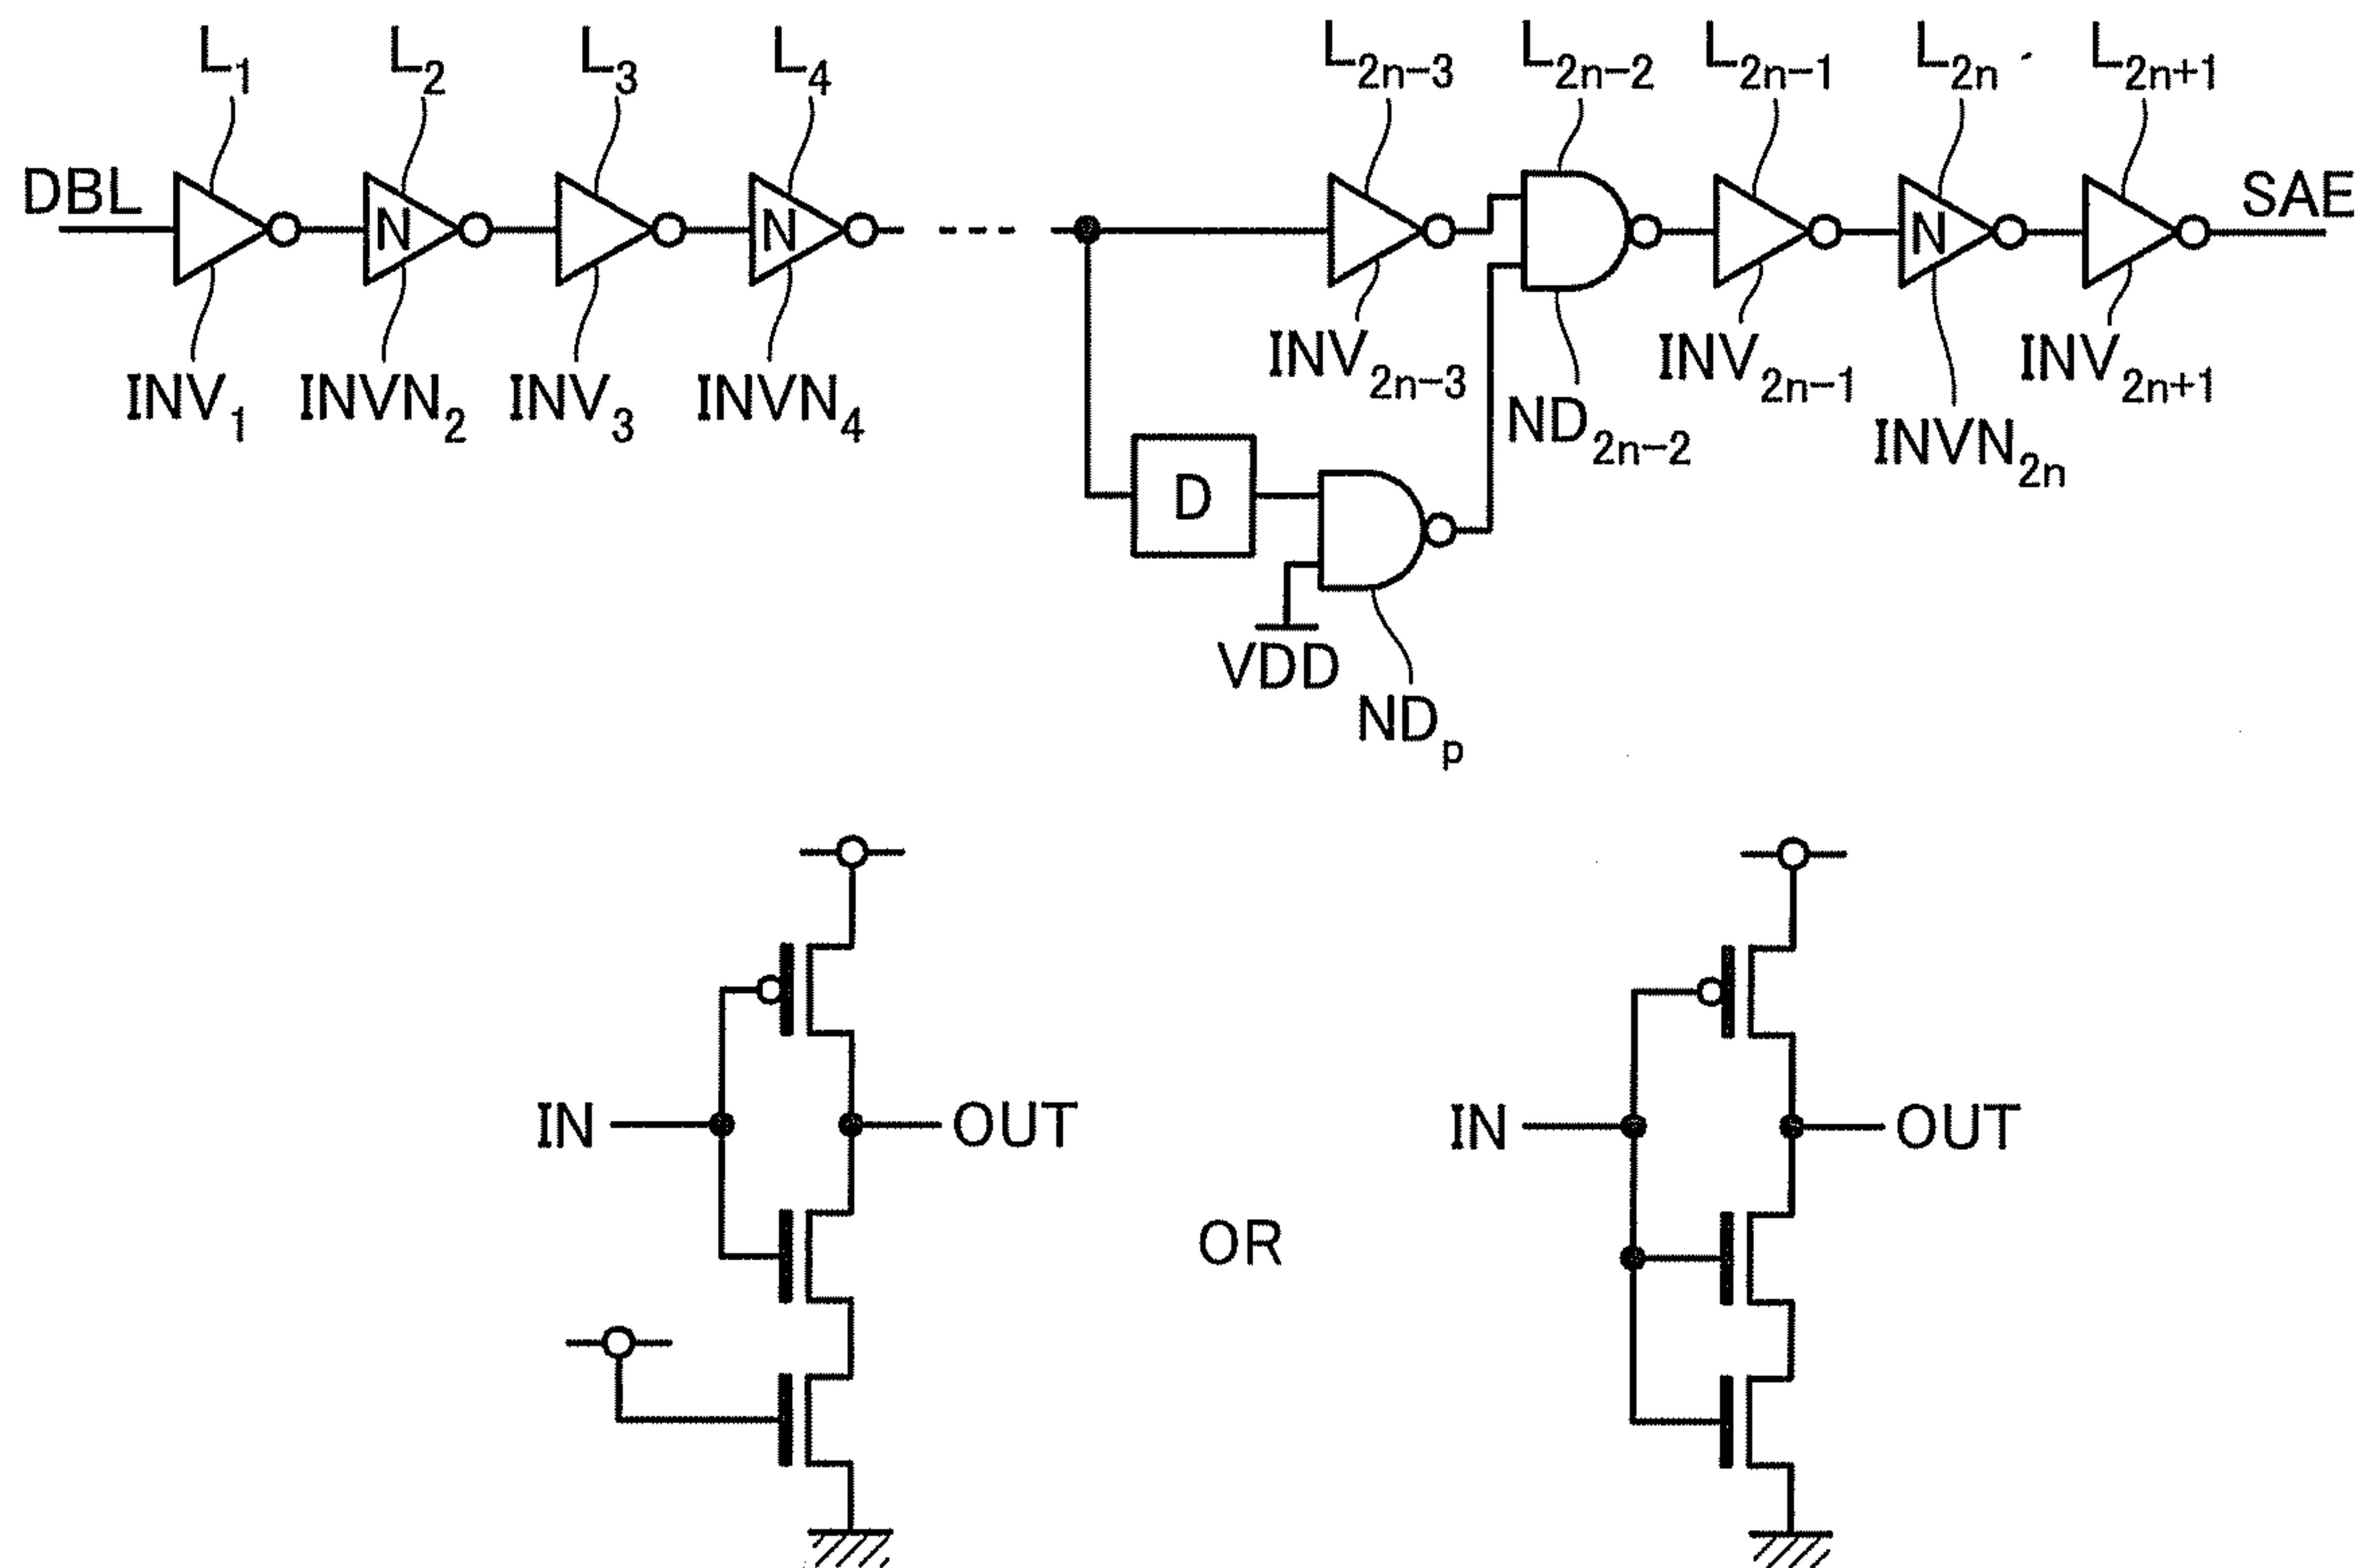 L₁ L₂ L₃ L₄ L₂ₙ₋₃ L₂ₙ₋₂ L₂ₙ₋₁ L₂ₙ L₂ₙ₊₁
DBL N N N SAE
INV₁ INVN₂ INV₃ INVN₄ INV₂ₙ₋₃ ND₂ₙ₋₂ INV₂ₙ₋₁ INVN₂ₙ INV₂ₙ₊₁
D
VDD
NDₚ
IN OUT OR IN OUT